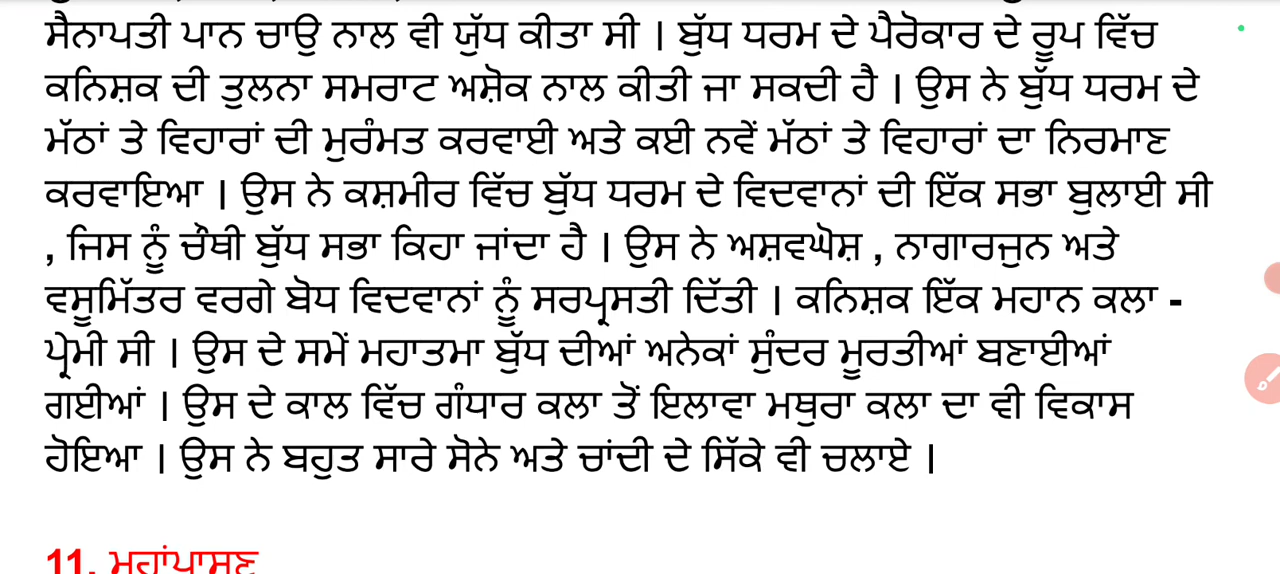 ਸੈਨਾਪਤੀ ਪਾਨ ਚਾਉ ਨਾਲ ਵੀ ਯੁੱਧ ਕੀਤਾ ਸੀ । ਬੁੱਧ ਧਰਮ ਦੇ ਪੈਰੋਕਾਰ ਦੇ ਰੂਪ ਵਿੱਚ
ਕਨਿਸ਼ਕ ਦੀ ਤੁਲਨਾ ਸਮਰਾਟ ਅਸ਼ੋਕ ਨਾਲ ਕੀਤੀ ਜਾ ਸਕਦੀ ਹੈ । ਉਸ ਨੇ ਬੁੱਧ ਧਰਮ ਦੇ
ਮੱਠਾਂ ਤੇ ਵਿਹਾਰਾਂ ਦੀ ਮੁਰੰਮਤ ਕਰਵਾਈ ਅਤੇ ਕਈ ਨਵੇਂ ਮੱਠਾਂ ਤੇ ਵਿਹਾਰਾਂ ਦਾ ਨਿਰਮਾਣ
ਕਰਵਾਇਆ । ਉਸ ਨੇ ਕਸ਼ਮੀਰ ਵਿੱਚ ਬੁੱਧ ਧਰਮ ਦੇ ਵਿਦਵਾਨਾਂ ਦੀ ਇੱਕ ਸਭਾ ਬੁਲਾਈ ਸੀ
, ਜਿਸ ਨੂੰ ਚੌਥੀ ਬੁੱਧ ਸਭਾ ਕਿਹਾ ਜਾਂਦਾ ਹੈ । ਉਸ ਨੇ ਅਸ਼ਵਘੋਸ਼ , ਨਾਗਾਰਜੁਨ ਅਤੇ
ਵਸੂਮਿੱਤਰ ਵਰਗੇ ਬੋਧ ਵਿਦਵਾਨਾਂ ਨੂੰ ਸਰਪ੍ਰਸਤੀ ਦਿੱਤੀ । ਕਨਿਸ਼ਕ ਇੱਕ ਮਹਾਨ ਕਲਾ -
ਪ੍ਰੇਮੀ ਸੀ । ਉਸ ਦੇ ਸਮੇਂ ਮਹਾਤਮਾ ਬੁੱਧ ਦੀਆਂ ਅਨੇਕਾਂ ਸੁੰਦਰ ਮੂਰਤੀਆਂ ਬਣਾਈਆਂ
ਗਈਆਂ । ਉਸ ਦੇ ਕਾਲ ਵਿੱਚ ਗੰਧਾਰ ਕਲਾ ਤੋਂ ਇਲਾਵਾ ਮਥੁਰਾ ਕਲਾ ਦਾ ਵੀ ਵਿਕਾਸ
ਹੋਇਆ । ਉਸ ਨੇ ਬਹੁਤ ਸਾਰੇ ਸੋਨੇ ਅਤੇ ਚਾਂਦੀ ਦੇ ਸਿੱਕੇ ਵੀ ਚਲਾਏ ।
11. ਮਹਾਂਪਾਸ਼ਣ